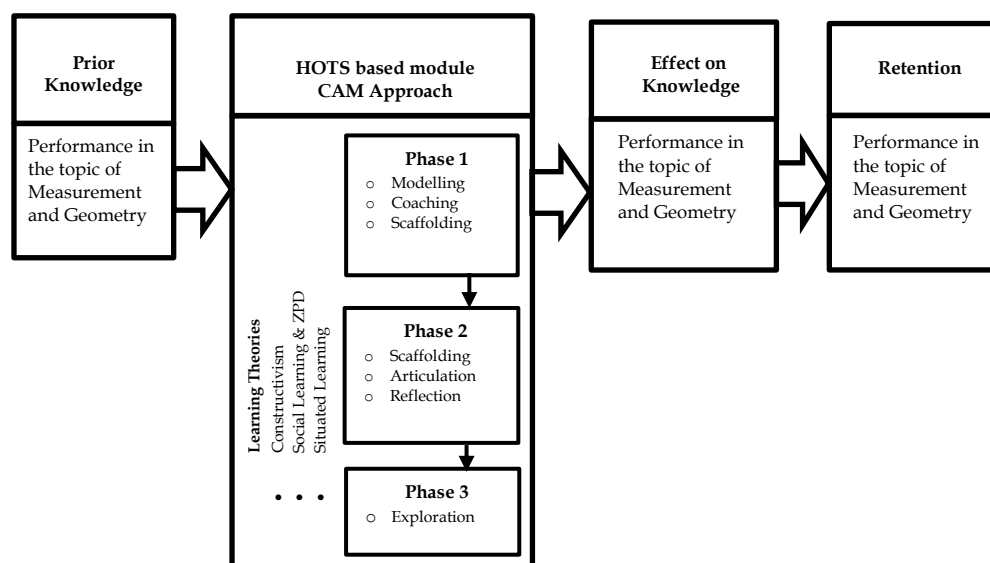 Prior
Knowledge
Performance in
the topic of
Measurement
and Geometry
HOTS based module
CAM Approach
Learning Theories
Constructivism
Social Learning & ZPD
Situated Learning
Phase 1
o Modelling
o Coaching
o Scaffolding
Phase 2
o Scaffolding
o Articulation
o Reflection
Phase 3
o Exploration
Effect on
Knowledge
Performance in
the topic of
Measurement
and Geometry
Retention
Performance in
the topic of
Measurement
and Geometry